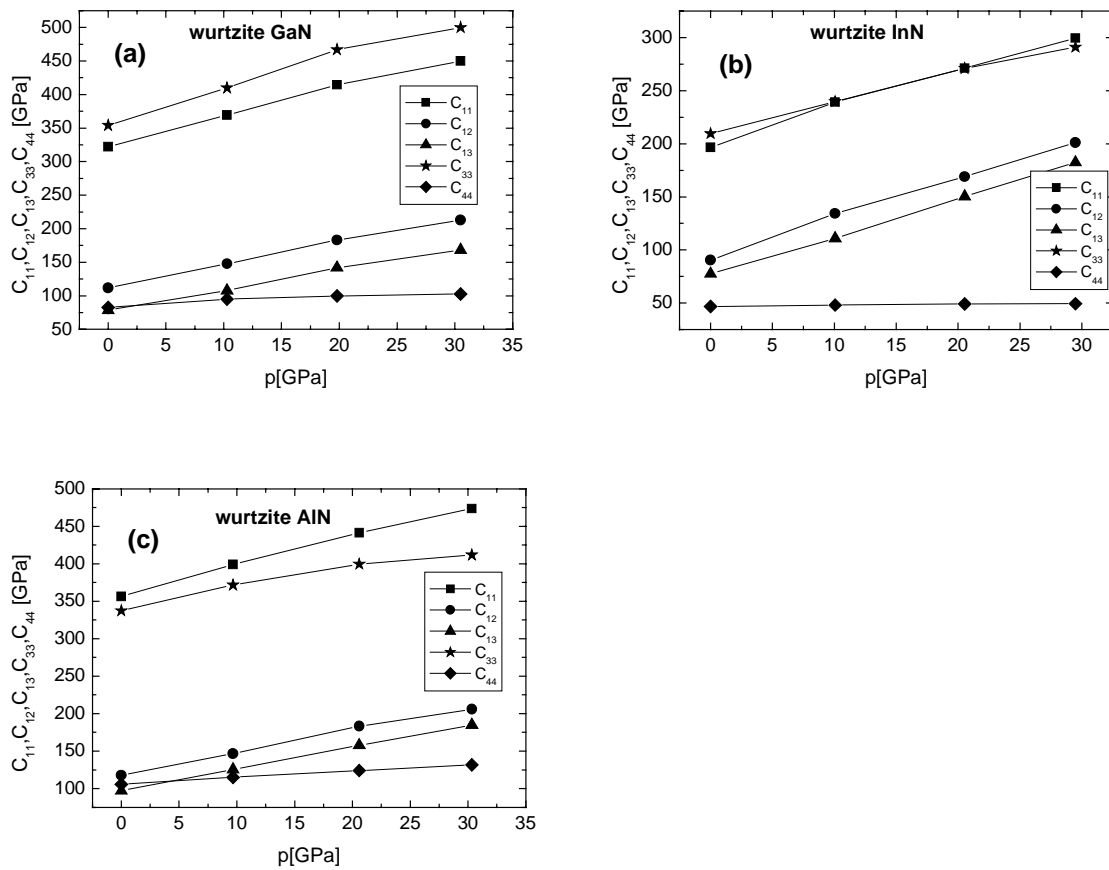 (a)
wurtzite GaN
C11,C12,C13,C33,C44 [GPa]
500
450
400
350
300
250
200
150
100
50
C11
C12
C13
C33
C44
0 5 10 15 20 25 30 35
p[GPa]
(b)
wurtzite InN
C11,C12,C13,C33,C44 [GPa]
300
250
200
150
100
50
C11
C12
C13
C33
C44
0 5 10 15 20 25 30
p[GPa]
(c)
wurtzite AlN
C11,C12,C13,C33,C44 [GPa]
500
450
400
350
300
250
200
150
100
C11
C12
C13
C33
C44
0 5 10 15 20 25 30 35
p[GPa]